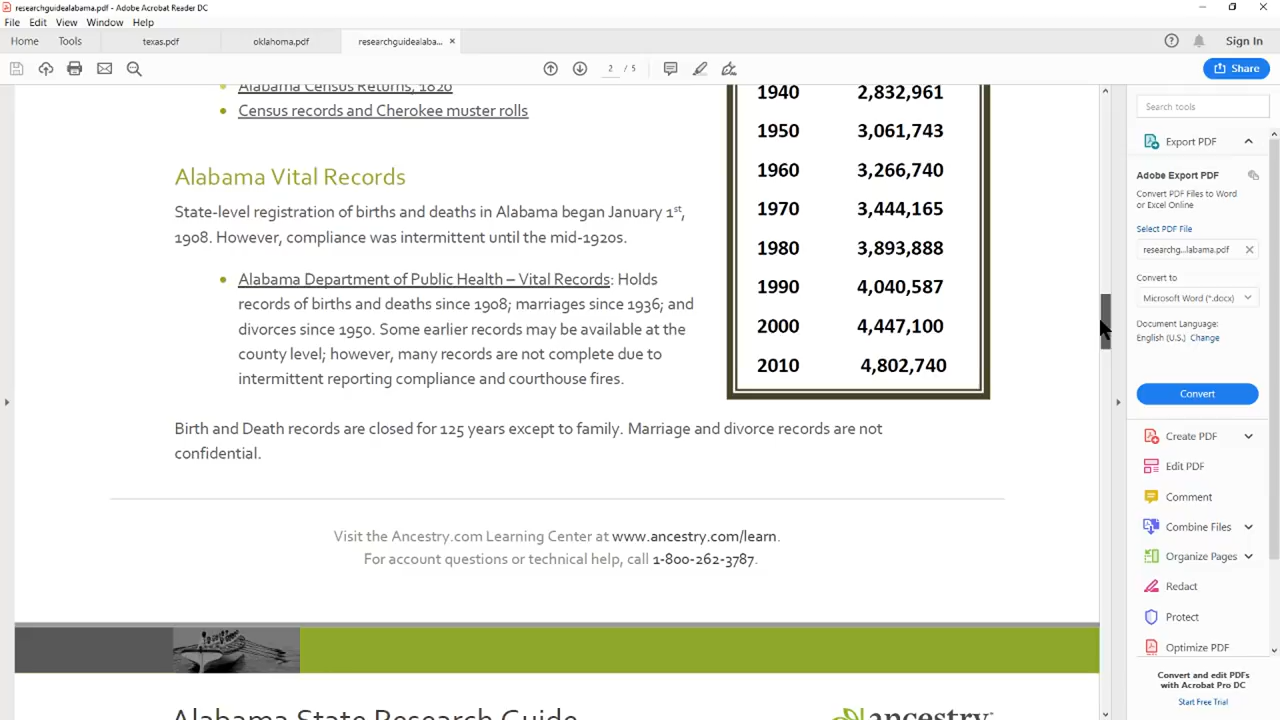 researchguidealabama.pdf - Adobe Acrobat Reader DC
File Edit View Window Help
Home Tools texas.pdf oklahoma.pdf researchguidealaba... × Sign In
2 / 5 Share
Alabama Census Returns, 1820
Census records and Cherokee muster rolls
Alabama Vital Records
State-level registration of births and deaths in Alabama began January 1st,
1908. However, compliance was intermittent until the mid-1920s.
Alabama Department of Public Health – Vital Records: Holds
records of births and deaths since 1908; marriages since 1936; and
divorces since 1950. Some earlier records may be available at the
county level; however, many records are not complete due to
intermittent reporting compliance and courthouse fires.
1940 2,832,961
1950 3,061,743
1960 3,266,740
1970 3,444,165
1980 3,893,888
1990 4,040,587
2000 4,447,100
2010 4,802,740
Birth and Death records are closed for 125 years except to family. Marriage and divorce records are not
confidential.
Visit the Ancestry.com Learning Center at www.ancestry.com/learn.
For account questions or technical help, call 1-800-262-3787.
Alabama State Research Guide
ancestry
Search tools
Export PDF
Adobe Export PDF
Convert PDF Files to Word
or Excel Online
Select PDF File
researchg...labama.pdf
Convert to
Microsoft Word (*.docx)
Document Language:
English (U.S.) Change
Convert
Create PDF
Edit PDF
Comment
Combine Files
Organize Pages
Redact
Protect
Optimize PDF
Convert and edit PDFs
with Acrobat Pro DC
Start Free Trial